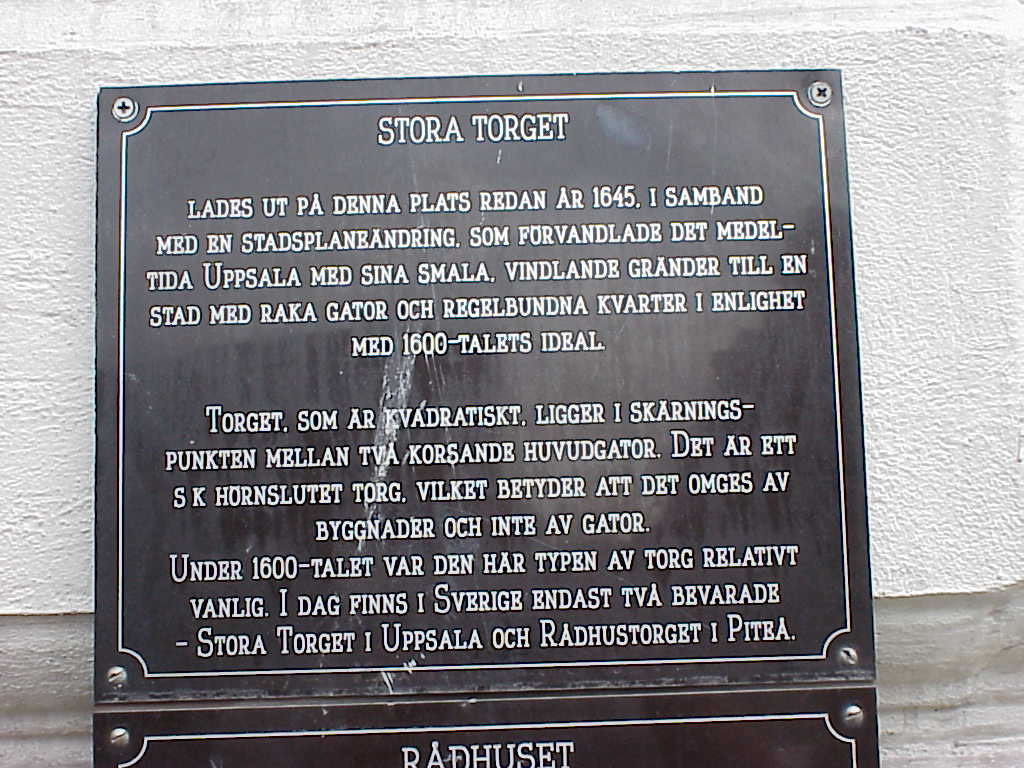 STORA TORGET
LADES UT PÅ DENNA PLATS REDAN ÅR 1645, I SAMBAND
MED EN STADSPLANEÄNDRING, SOM FÖRVANDLADE DET MEDEL-
TIDA UPPSALA MED SINA SMALA, VINDLANDE GRÄNDER TILL EN
STAD MED RAKA GATOR OCH REGELBUNDNA KVARTER I ENLIGHET
MED 1600-TALETS IDEAL.
TORGET, SOM ÄR KVADRATISKT, LIGGER I SKÄRNINGS-
PUNKTEN MELLAN TVÅ KORSANDE HUVUDGATOR. DET ÄR ETT
S K HÖRNSLUTET TORG, VILKET BETYDER ATT DET OMGES AV
BYGGNADER OCH INTE AV GATOR.
UNDER 1600-TALET VAR DEN HÄR TYPEN AV TORG RELATIVT
VANLIG. I DAG FINNS I SVERIGE ENDAST TVÅ BEVARADE
- STORA TORGET I UPPSALA OCH RÅDHUSTORGET I PITEÅ.
RÅDHUSET